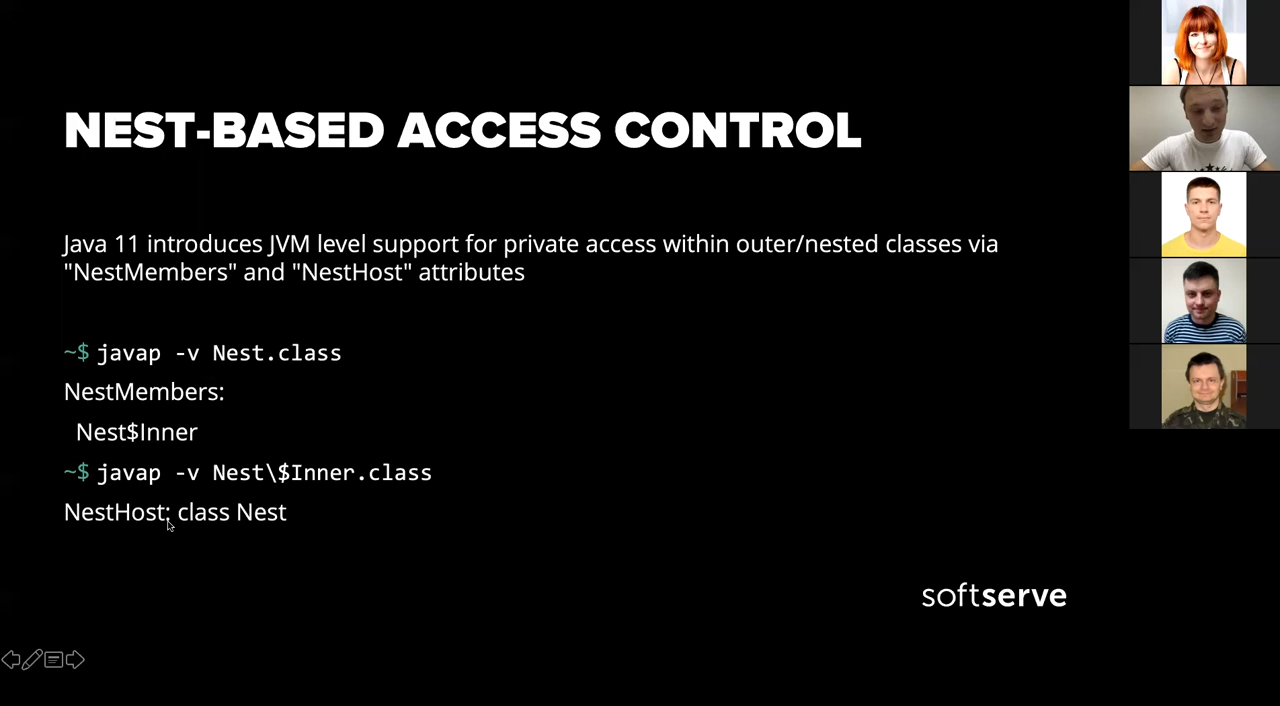 NEST-BASED ACCESS CONTROL
Java 11 introduces JVM level support for private access within outer/nested classes via
"NestMembers" and "NestHost" attributes
~$ javap -v Nest.class
NestMembers:
Nest$Inner
~$ javap -v Nest\$Inner.class
NestHost: class Nest
softserve